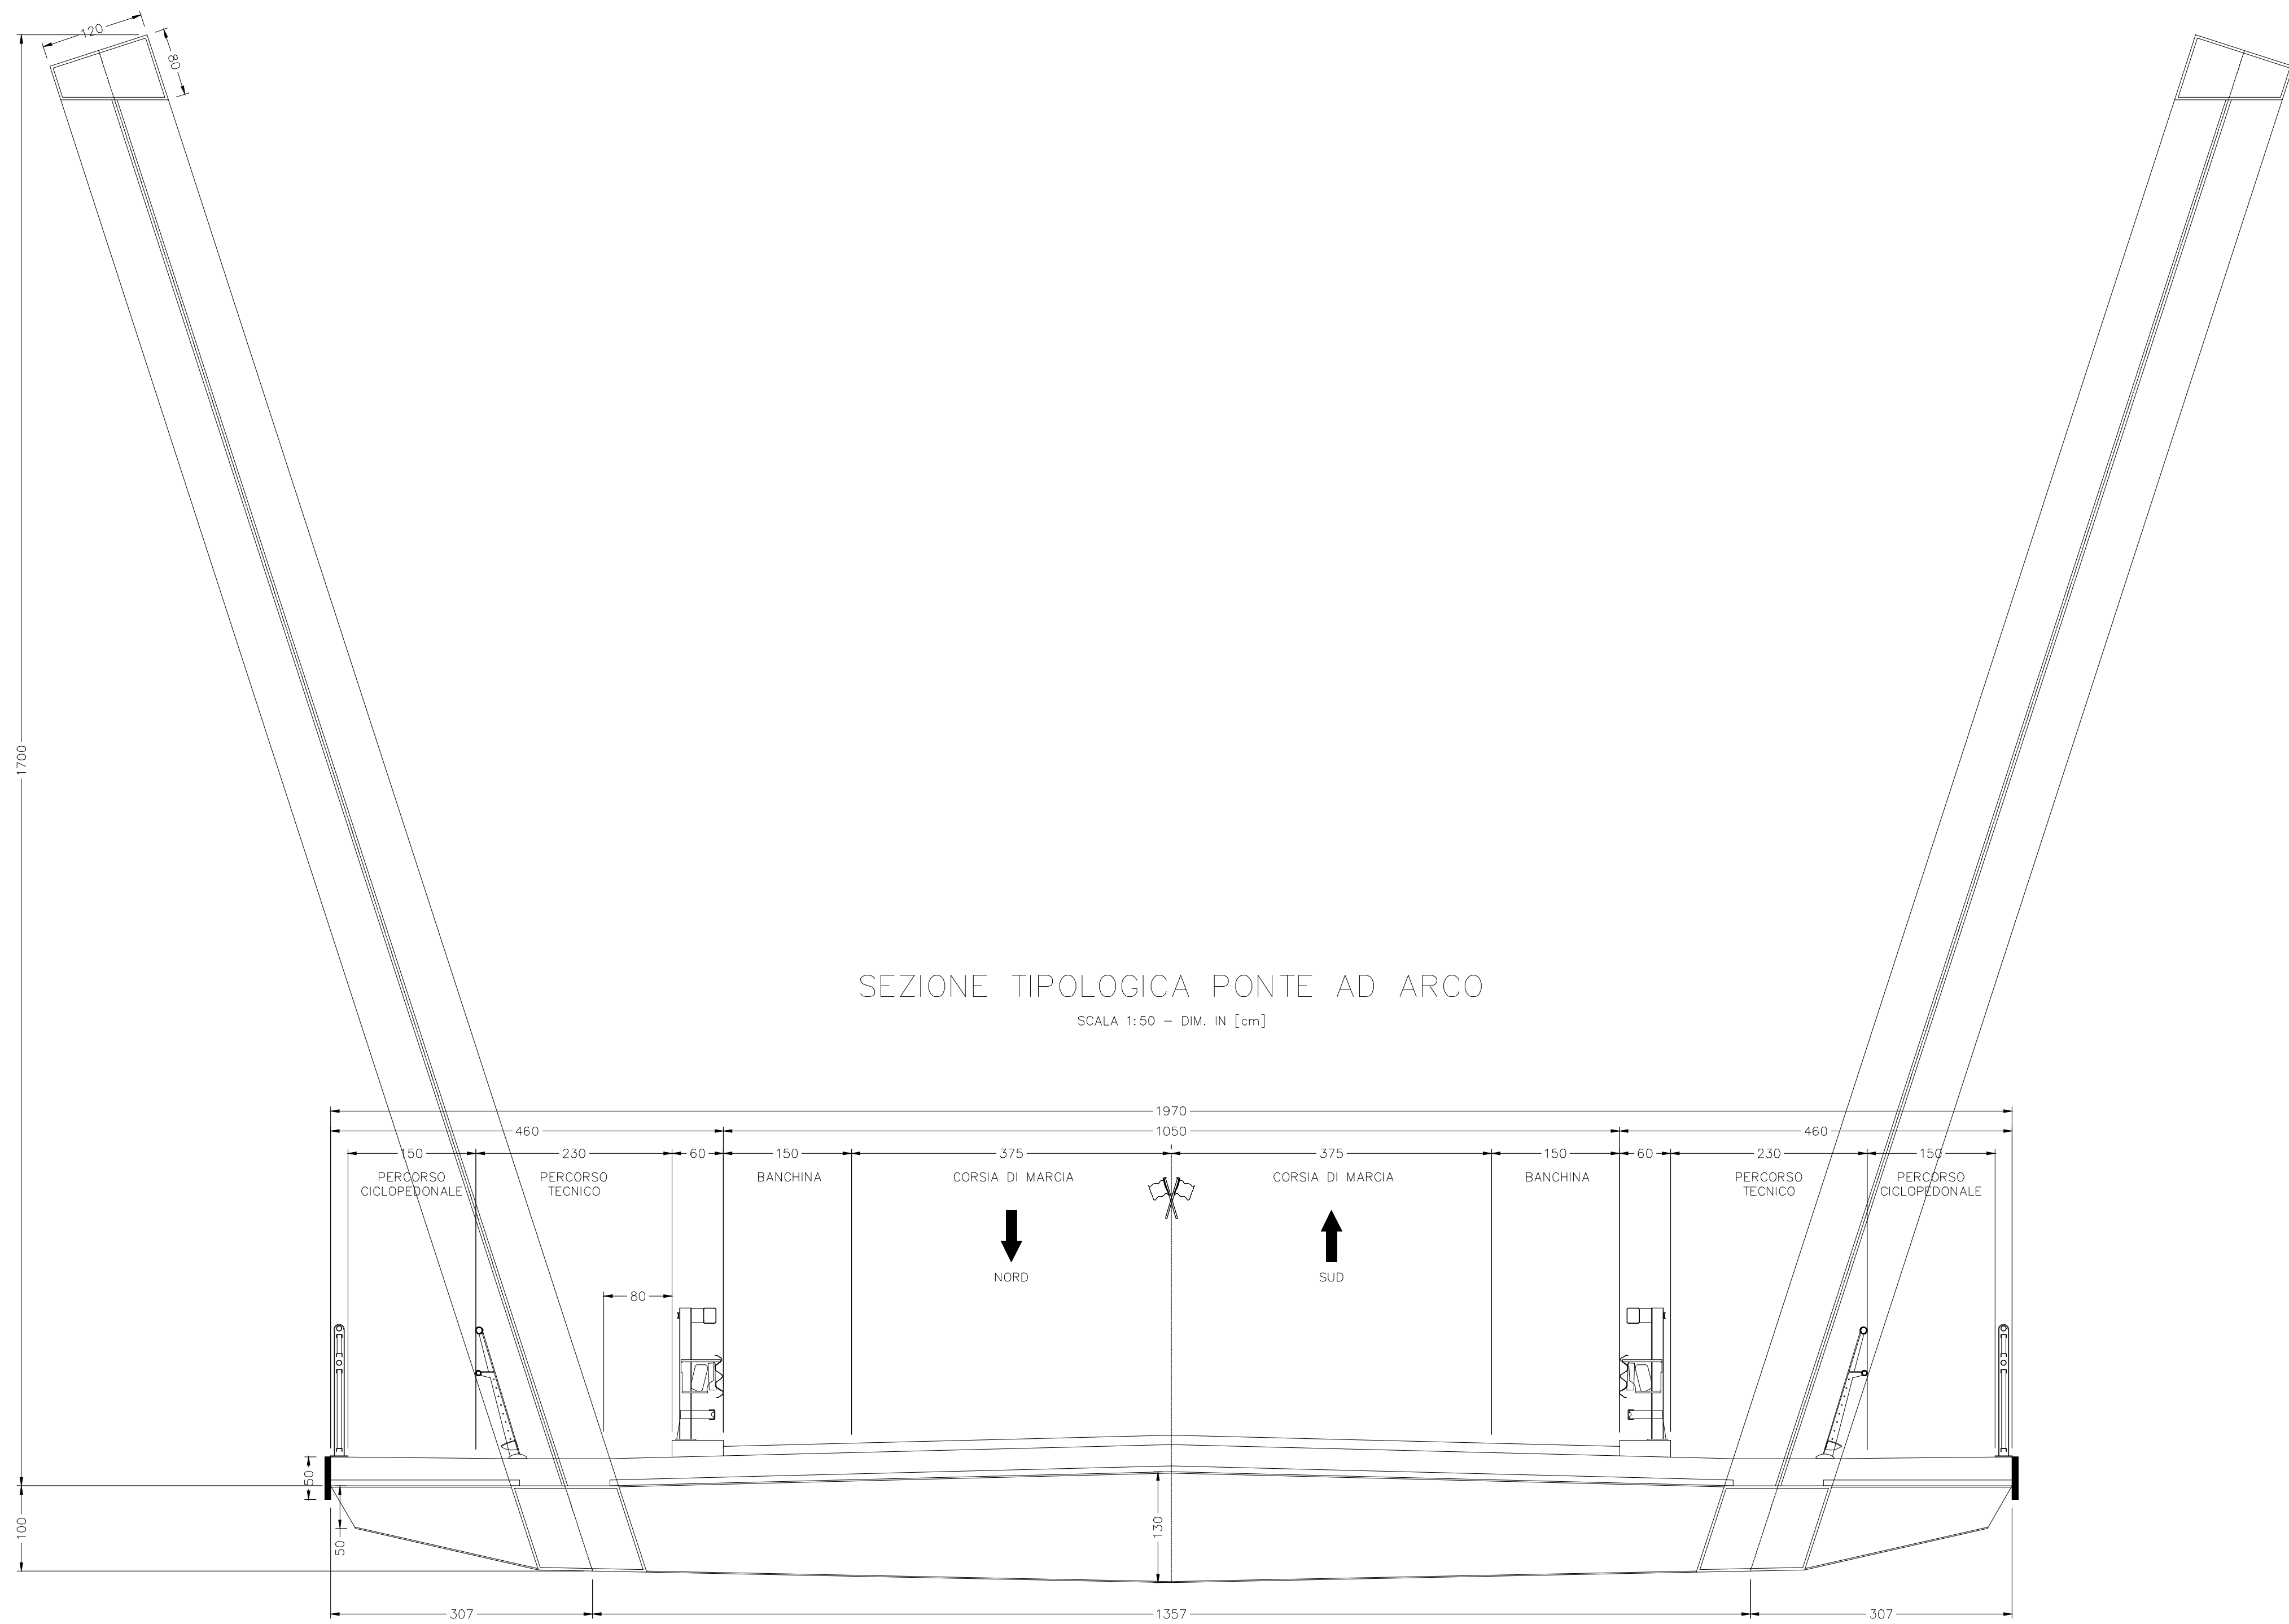 120
80
1700
SEZIONE TIPOLOGICA PONTE AD ARCO
SCALA 1:50 – DIM. IN [cm]
1970
460
1050
460
150
230
60
150
375
375
150
60
230
150
PERCORSO
CICLOPEDONALE
PERCORSO
TECNICO
BANCHINA
CORSIA DI MARCIA
CORSIA DI MARCIA
BANCHINA
PERCORSO
TECNICO
PERCORSO
CICLOPEDONALE
NORD
SUD
80
50
100
50
130
307
1357
307